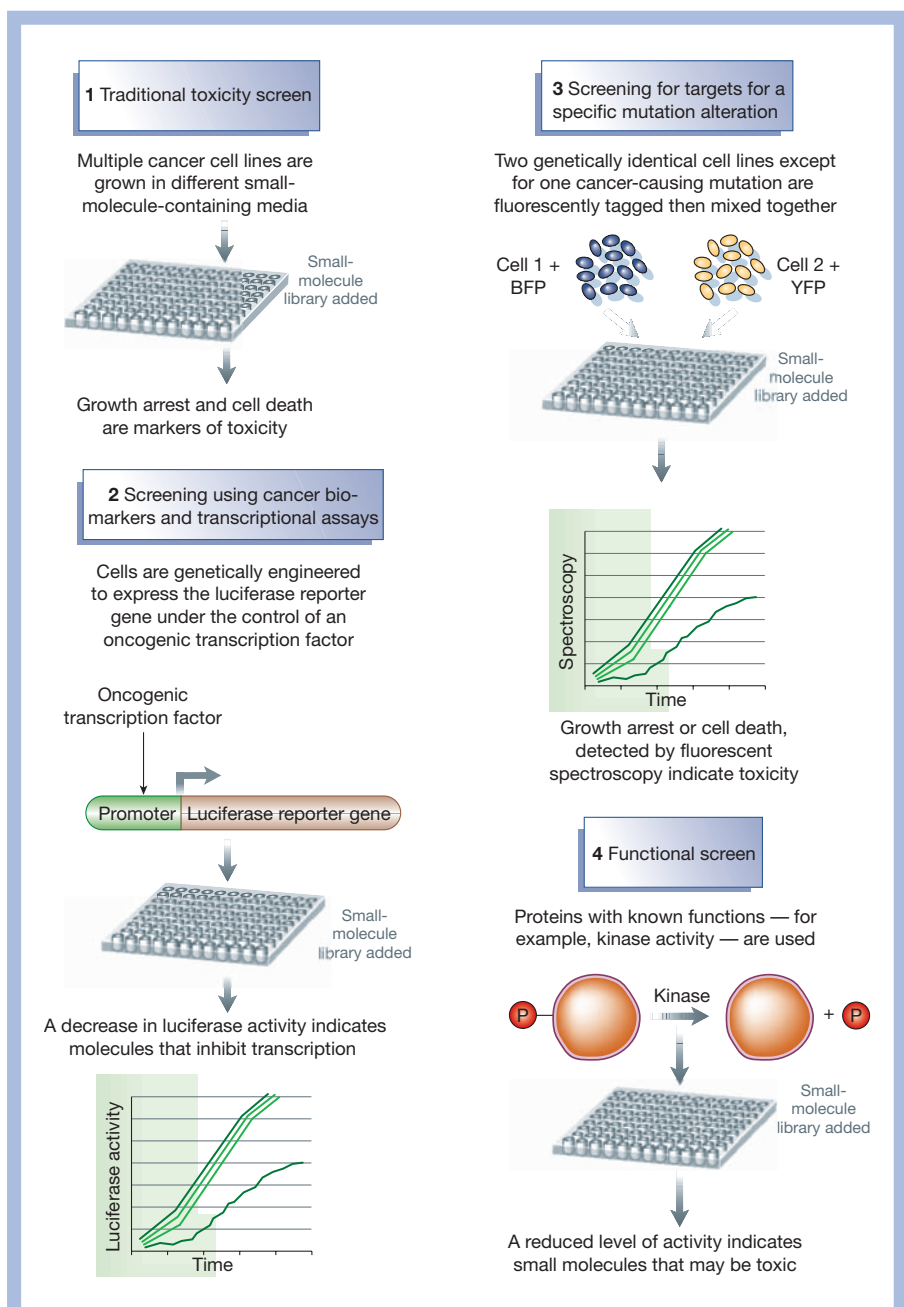 1 Traditional toxicity screen
Multiple cancer cell lines are
grown in different small-
molecule-containing media
Small-
molecule
library added
Growth arrest and cell death
are markers of toxicity
2 Screening using cancer bio-
markers and transcriptional assays
Cells are genetically engineered
to express the luciferase reporter
gene under the control of an
oncogenic transcription factor
Oncogenic
transcription factor
Promoter
Luciferase reporter gene
Small-
molecule
library added
A decrease in luciferase activity indicates
molecules that inhibit transcription
Luciferase activity
Time
3 Screening for targets for a
specific mutation alteration
Two genetically identical cell lines except
for one cancer-causing mutation are
fluorescently tagged then mixed together
Cell 1 +
BFP
Cell 2 +
YFP
Small-
molecule
library added
Spectroscopy
Time
Growth arrest or cell death,
detected by fluorescent
spectroscopy indicate toxicity
4 Functional screen
Proteins with known functions — for
example, kinase activity — are used
P
Kinase
+
P
Small-
molecule
library added
A reduced level of activity indicates
small molecules that may be toxic